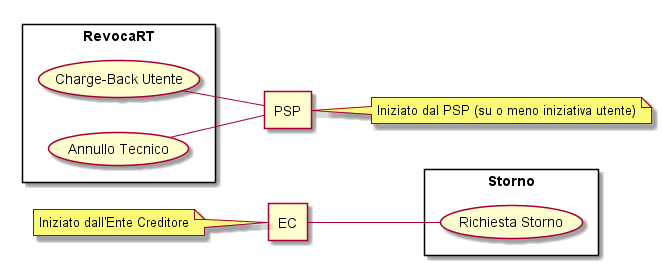 RevocaRT
Charge-Back Utente
Annullo Tecnico
PSP
Iniziato dal PSP (su o meno iniziativa utente)
Storno
Richiesta Storno
EC
Iniziato dall'Ente Creditore